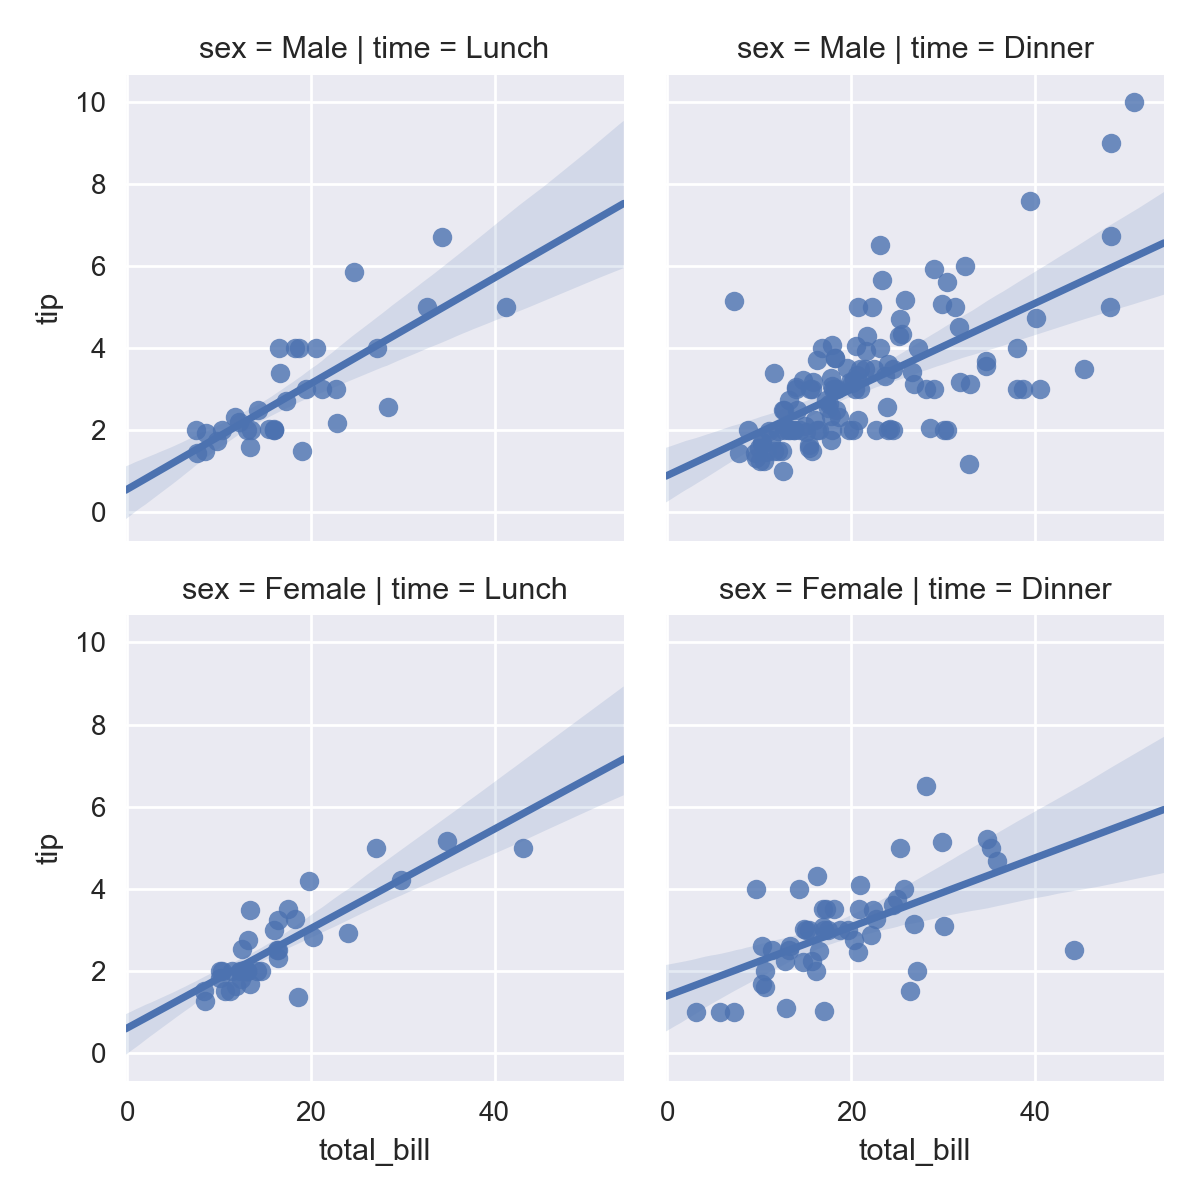 sex = Male | time = Lunch
sex = Male | time = Dinner
10
8
6
4
2
0
tip
sex = Female | time = Lunch
sex = Female | time = Dinner
10
8
6
4
2
0
tip
0 20 40
0 20 40
total_bill
total_bill